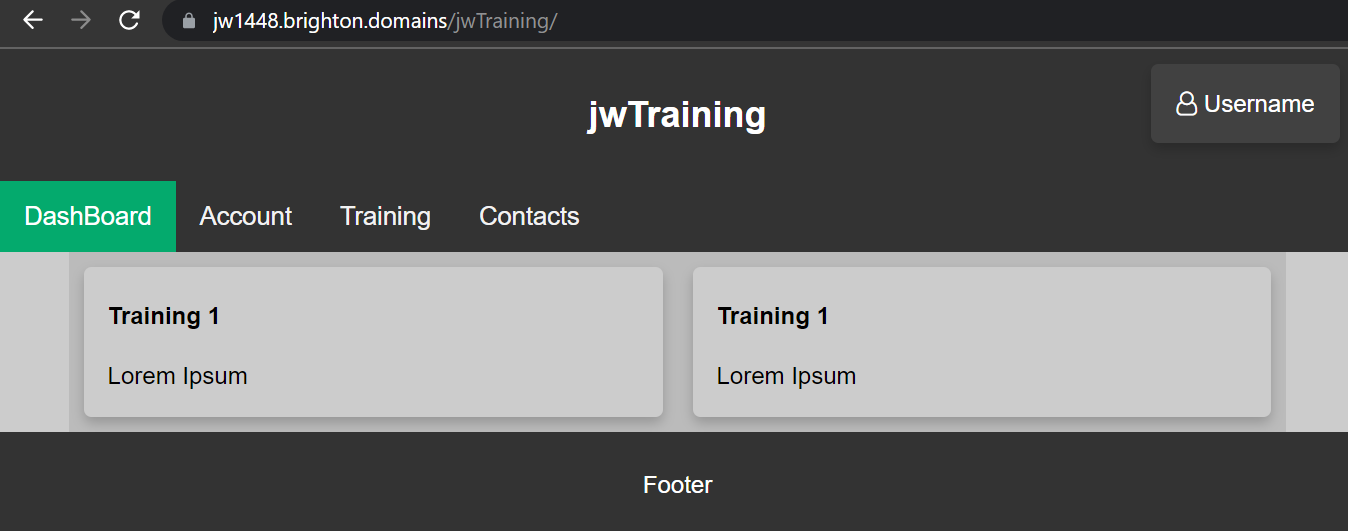 jw1448.brighton.domains/jwTraining/
jwTraining
Username
DashBoard Account Training Contacts
Training 1
Lorem Ipsum
Training 1
Lorem Ipsum
Footer